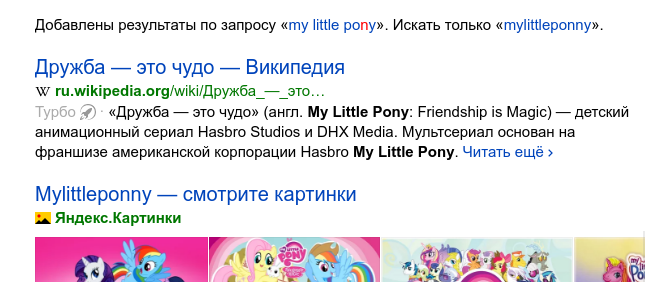 Добавлены результаты по запросу «my little pony». Искать только «mylittleponny».
Дружба — это чудо — Википедия
W ru.wikipedia.org/wiki/Дружба_—_это…
Турбо · «Дружба — это чудо» (англ. My Little Pony: Friendship is Magic) — детский
анимационный сериал Hasbro Studios и DHX Media. Мультсериал основан на
франшизе американской корпорации Hasbro My Little Pony. Читать ещё ›
Mylittleponny — смотрите картинки
Яндекс.Картинки